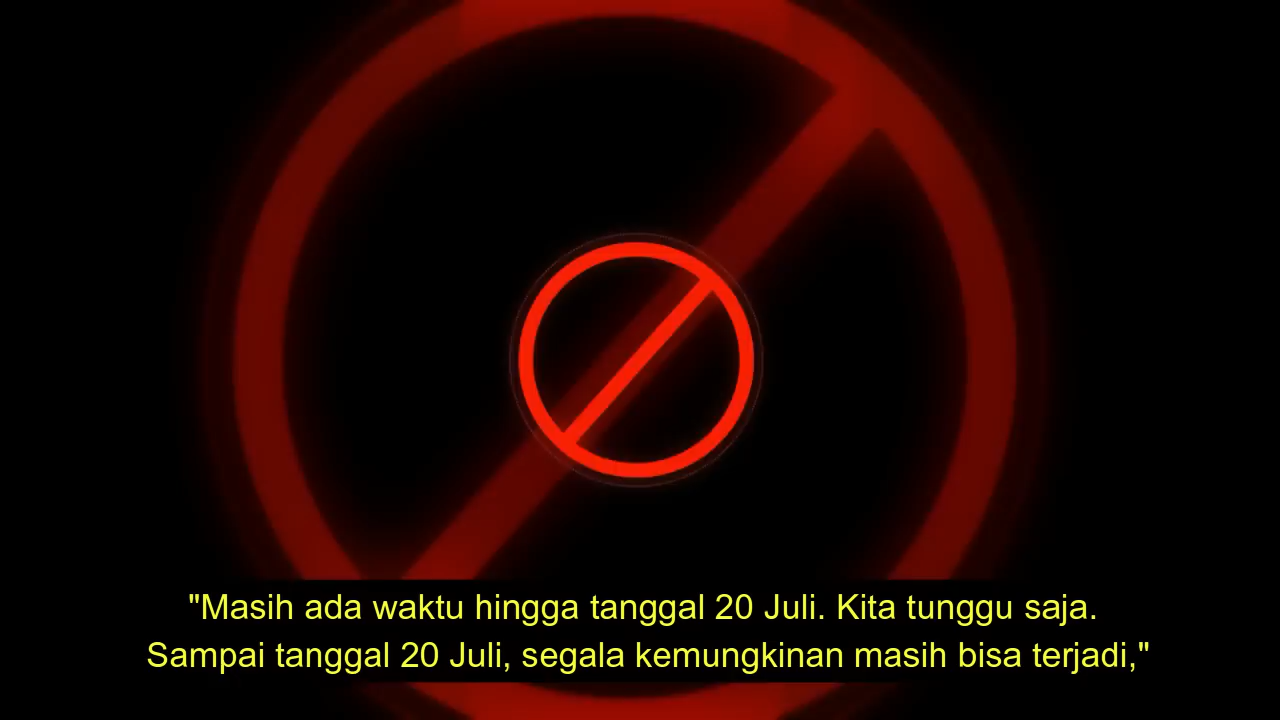 "Masih ada waktu hingga tanggal 20 Juli. Kita tunggu saja.
Sampai tanggal 20 Juli, segala kemungkinan masih bisa terjadi,"